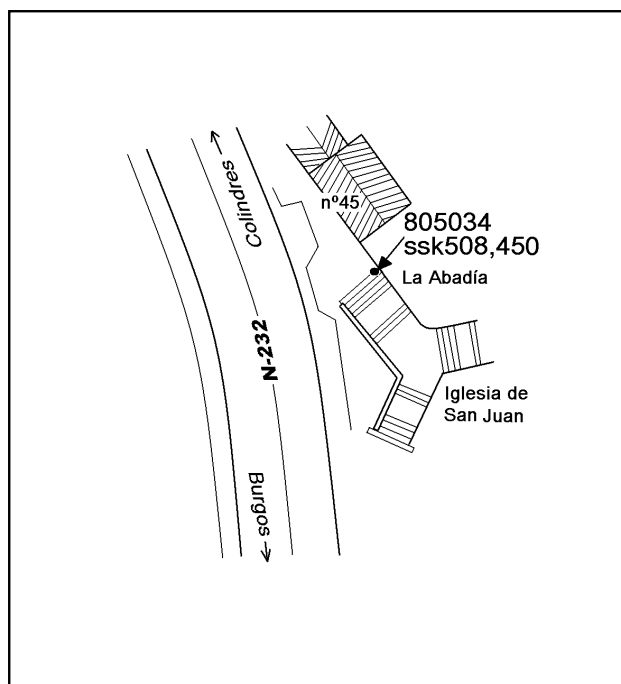 Colindres
nº45
805034
ssk508,450
La Abadía
N-232
Iglesia de
San Juan
Burgos